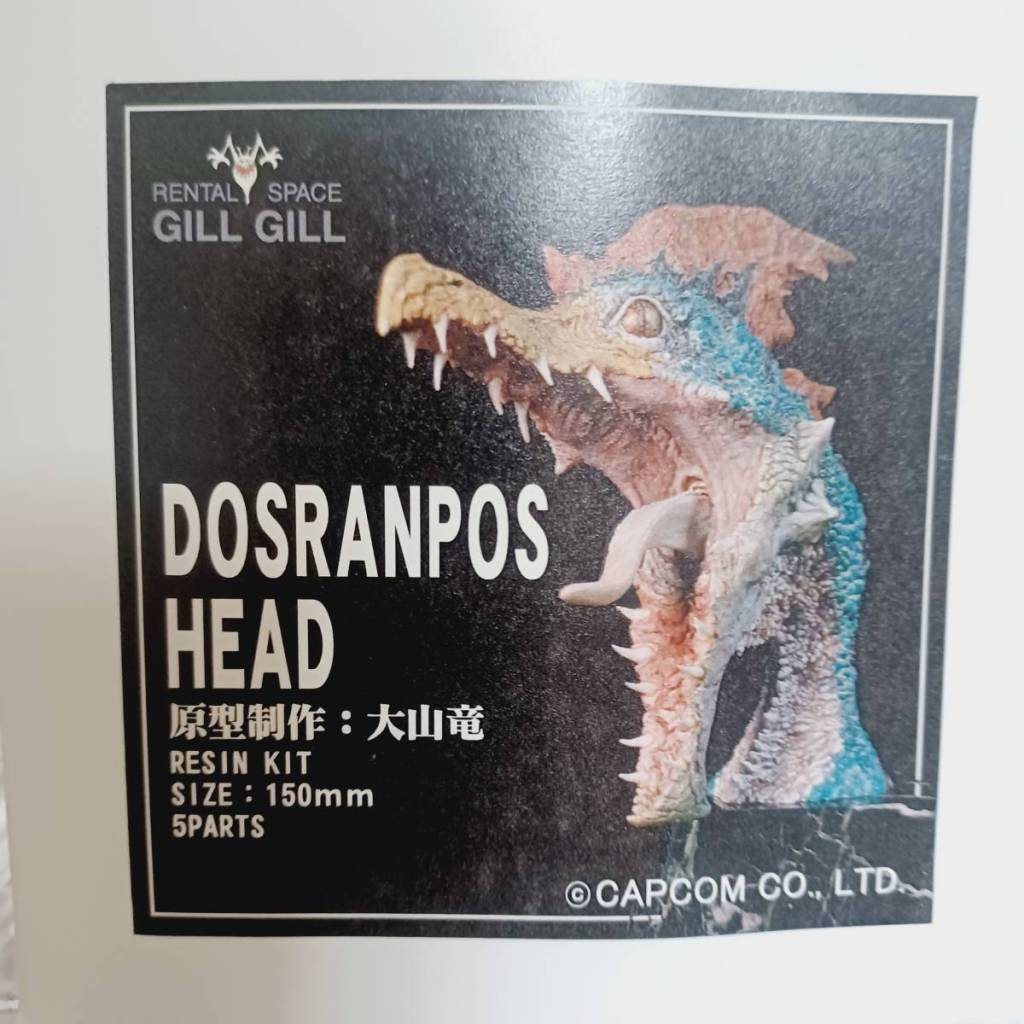 RENTAL SPACE
GILL GILL
DOSRANPOS
HEAD
原型制作：大山竜
RESIN KIT
SIZE：150mm
5PARTS
©CAPCOM CO., LTD.